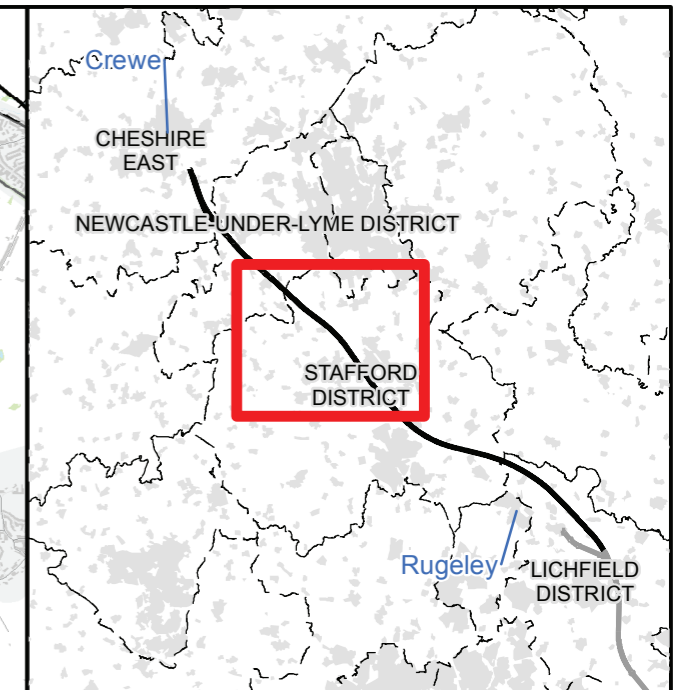 Crewe
CHESHIRE
EAST
NEWCASTLE-UNDER-LYME DISTRICT
STAFFORD
DISTRICT
Rugeley
LICHFIELD
DISTRICT